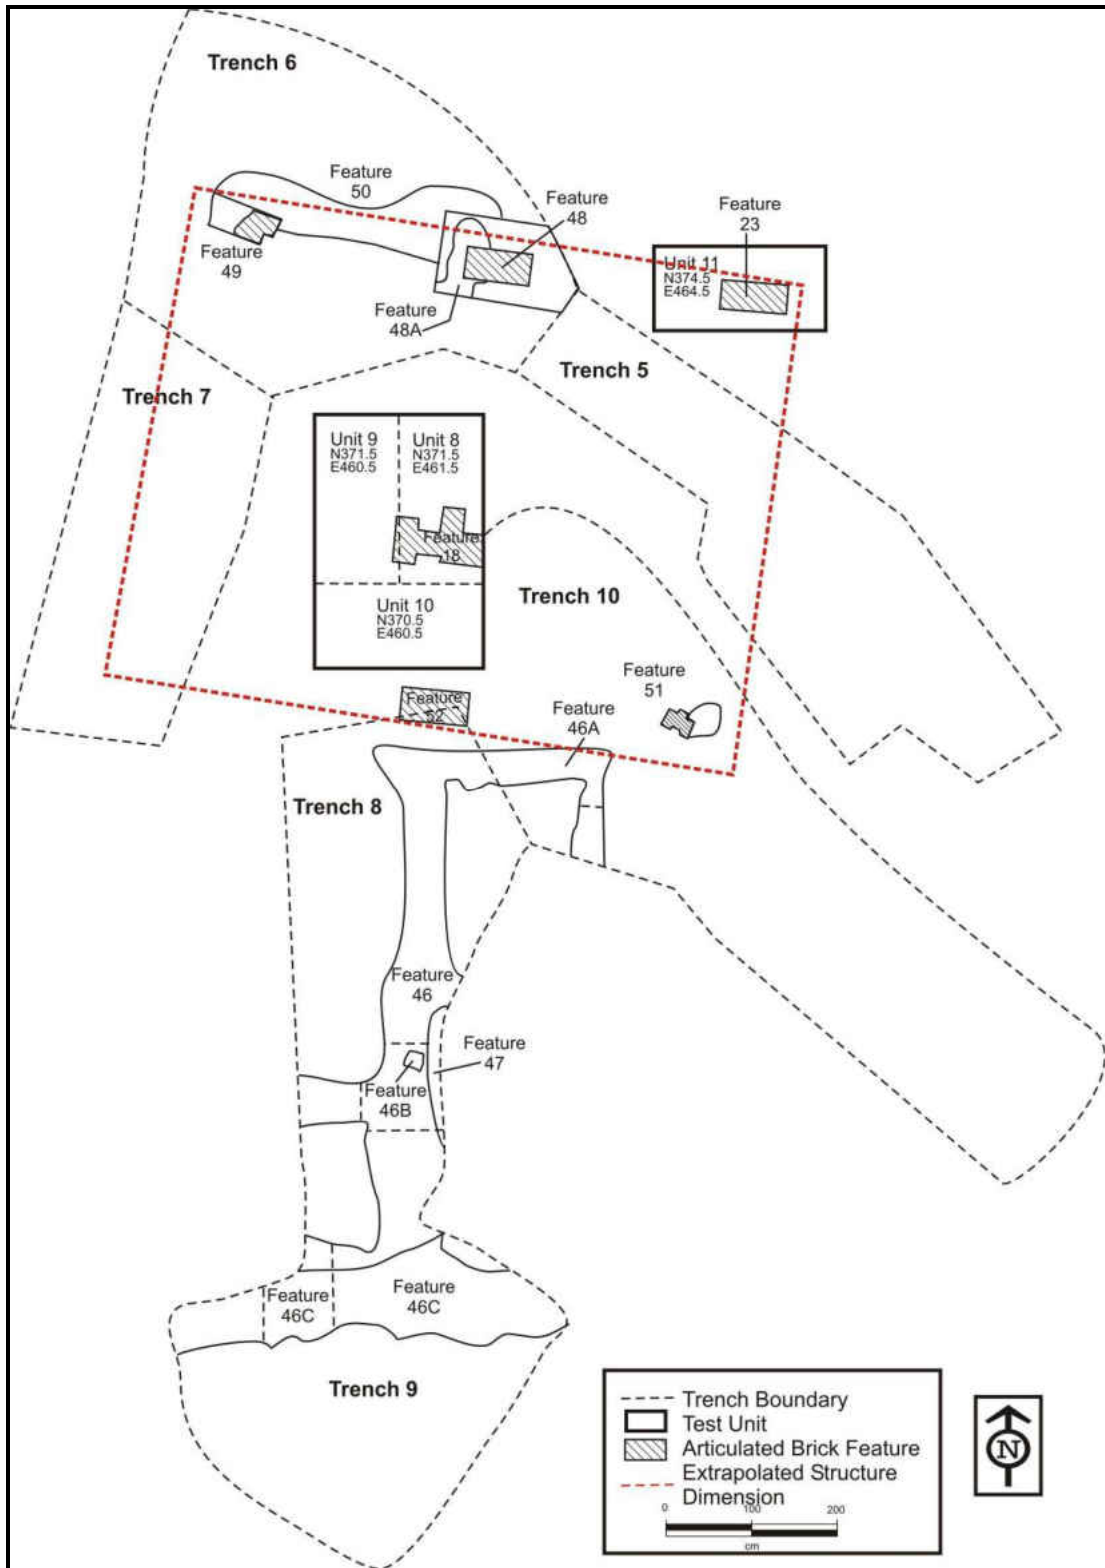 Trench 6
Feature
50
Feature
48
Feature
23
Feature
49
Unit 11
N374.5
E464.5
Feature
48A
Trench 5
Trench 7
Unit 9
N371.5
E460.5
Unit 8
N371.5
E461.5
Feature
18
Trench 10
Unit 10
N370.5
E460.5
Feature
51
Feature
52
Feature
46A
Trench 8
Feature
46
Feature
47
Feature
46B
Feature
46C
Feature
46C
Trench 9
Trench Boundary
Test Unit
Articulated Brick Feature
Extrapolated Structure
Dimension
0 100 200
cm
N